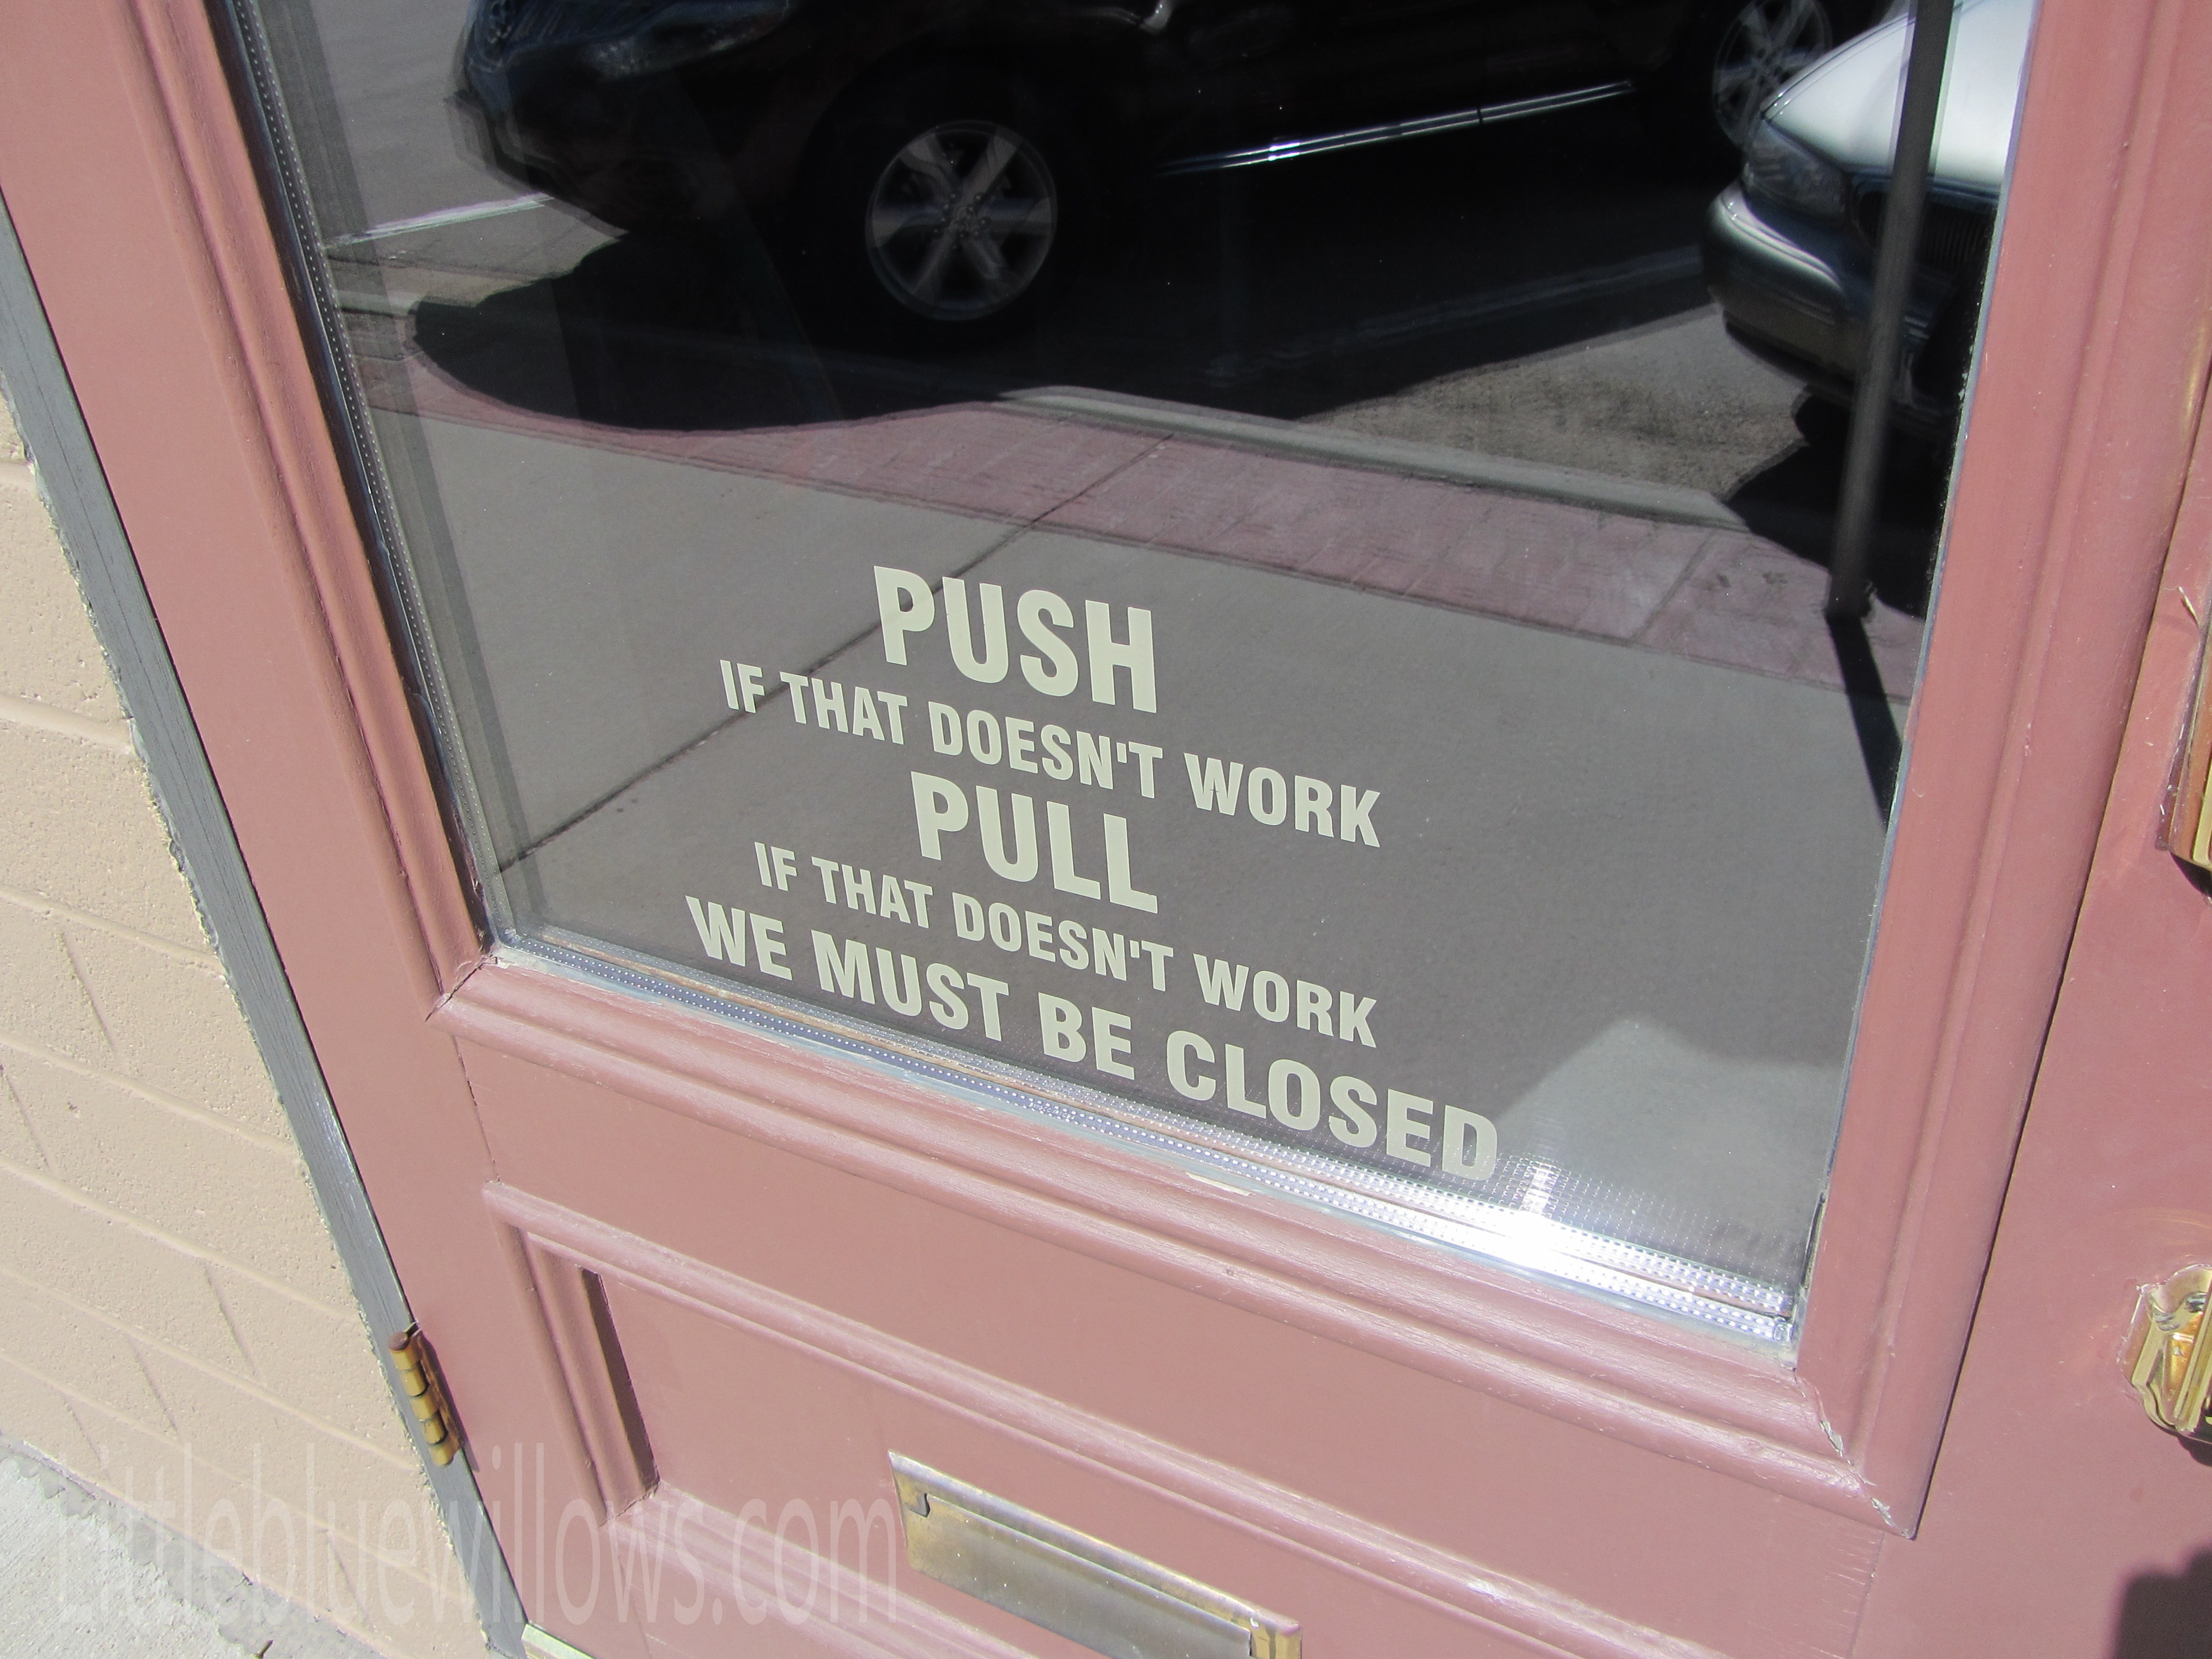 PUSH
IF THAT DOESN'T WORK
PULL
IF THAT DOESN'T WORK
WE MUST BE CLOSED
Littlebluewillows.com